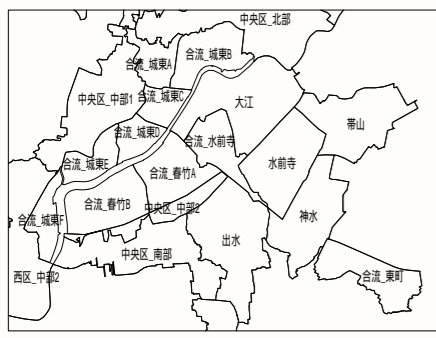 中央区_北部
合流_城東B
合流_城東A
中央区_中部1
合流_城東C
大江
帯山
合流_城東D
合流_水前寺
合流_城東E
水前寺
合流_春竹A
合流_春竹B
中央区_中部2
合流_城東F
神水
出水
中央区_南部
西区_中部2
合流_東町